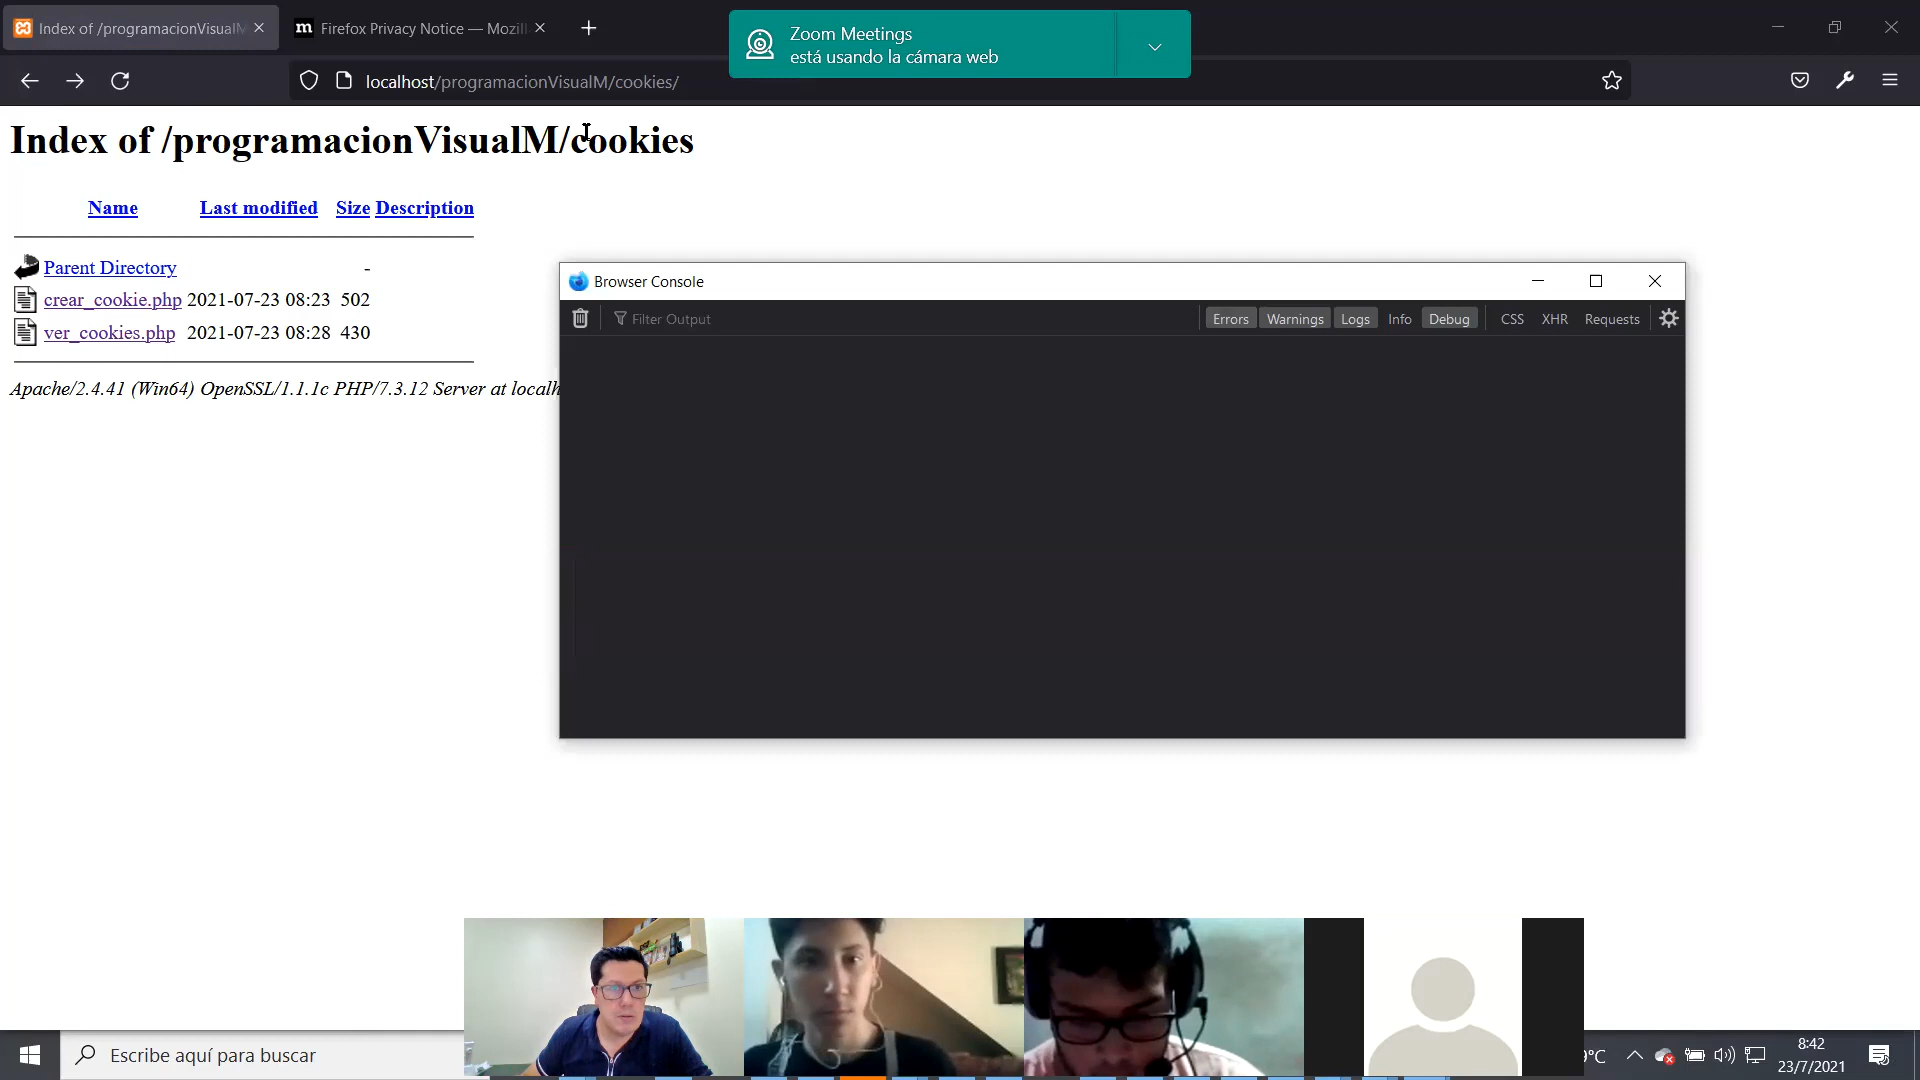 Index of /programacionVisualM
Firefox Privacy Notice — Mozil
Zoom Meetings
está usando la cámara web
localhost/programacionVisualM/cookies/
Index of /programacionVisualM/cookies
Name Last modified Size Description
Parent Directory -
crear_cookie.php 2021-07-23 08:23 502
ver_cookies.php 2021-07-23 08:28 430
Apache/2.4.41 (Win64) OpenSSL/1.1.1c PHP/7.3.12 Server at localh
Browser Console
Filter Output
Errors Warnings Logs Info Debug CSS XHR Requests
Escribe aquí para buscar
9°C
8:42
23/7/2021